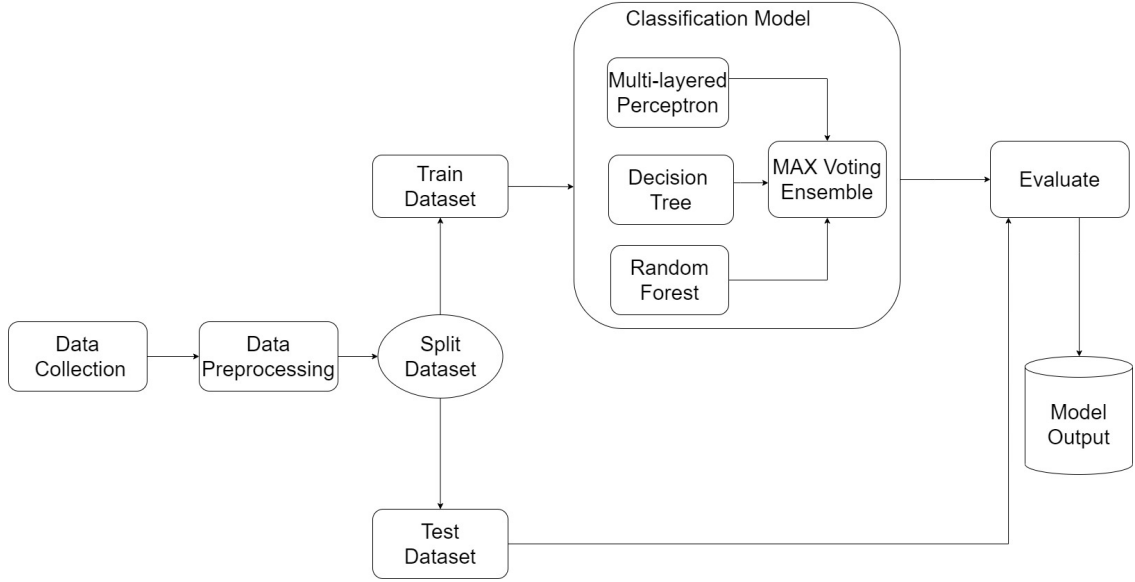 Classification Model
Multi-layered
Perceptron
Decision
Tree
Random
Forest
MAX Voting
Ensemble
Train
Dataset
Evaluate
Data
Collection
Data
Preprocessing
Split
Dataset
Model
Output
Test
Dataset